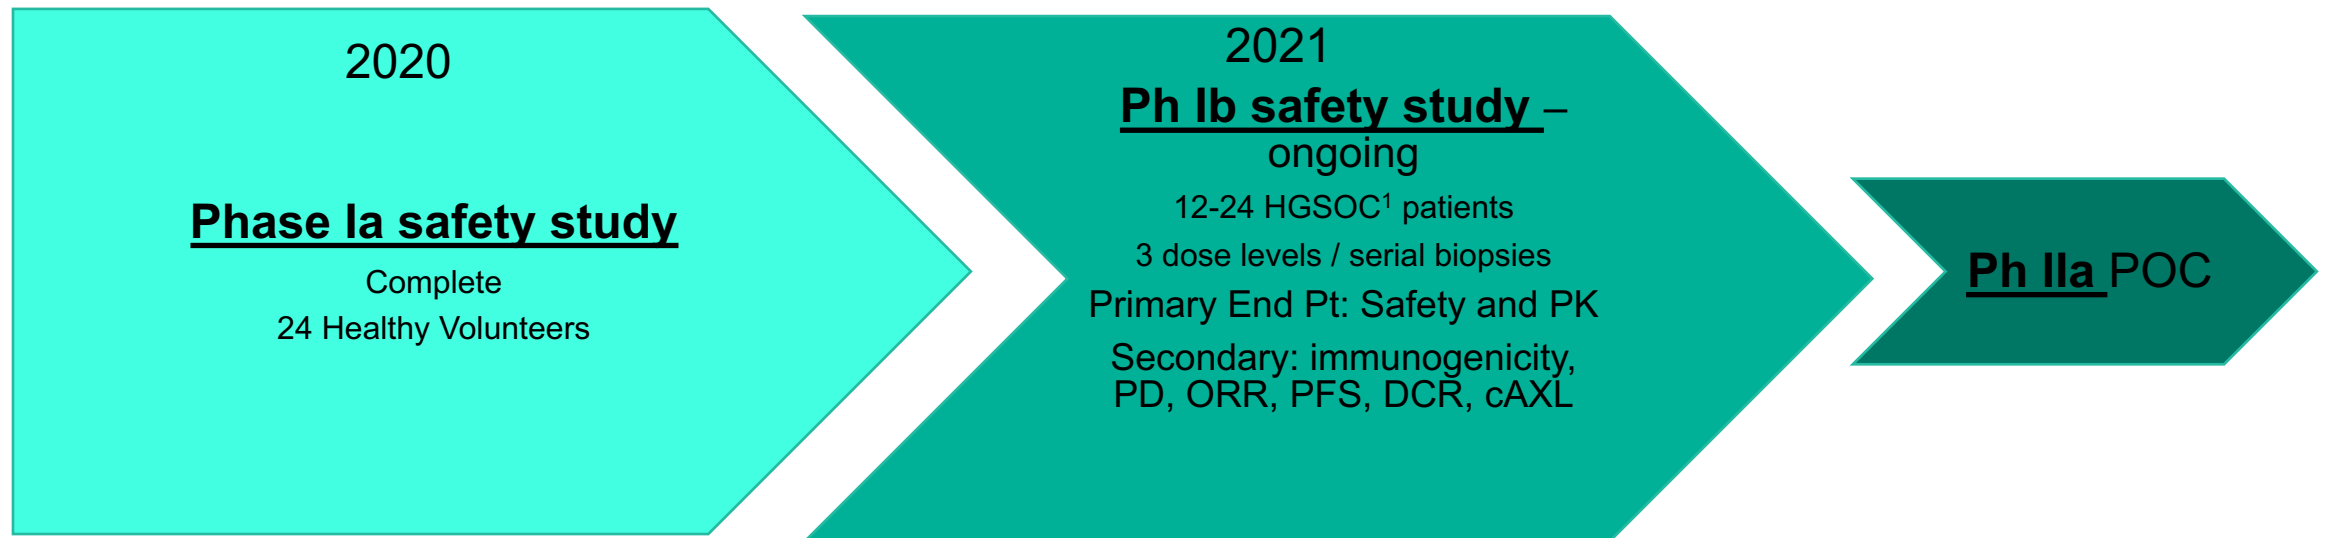 2020
Phase Ia safety study
Complete
24 Healthy Volunteers
2021
Ph Ib safety study –
ongoing
12-24 HGSOC¹ patients
3 dose levels / serial biopsies
Primary End Pt: Safety and PK
Secondary: immunogenicity,
PD, ORR, PFS, DCR, cAXL
Ph IIa POC